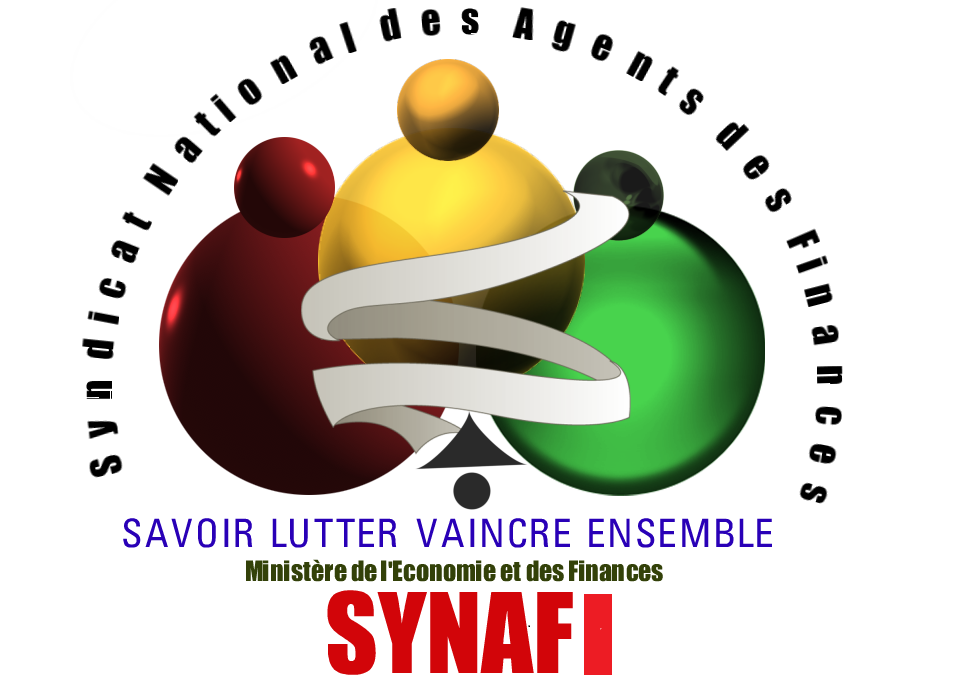 Syndicat National des Agents des Finances
SAVOIR LUTTER VAINCRE ENSEMBLE
Ministère de l'Economie et des Finances
SYNAFI